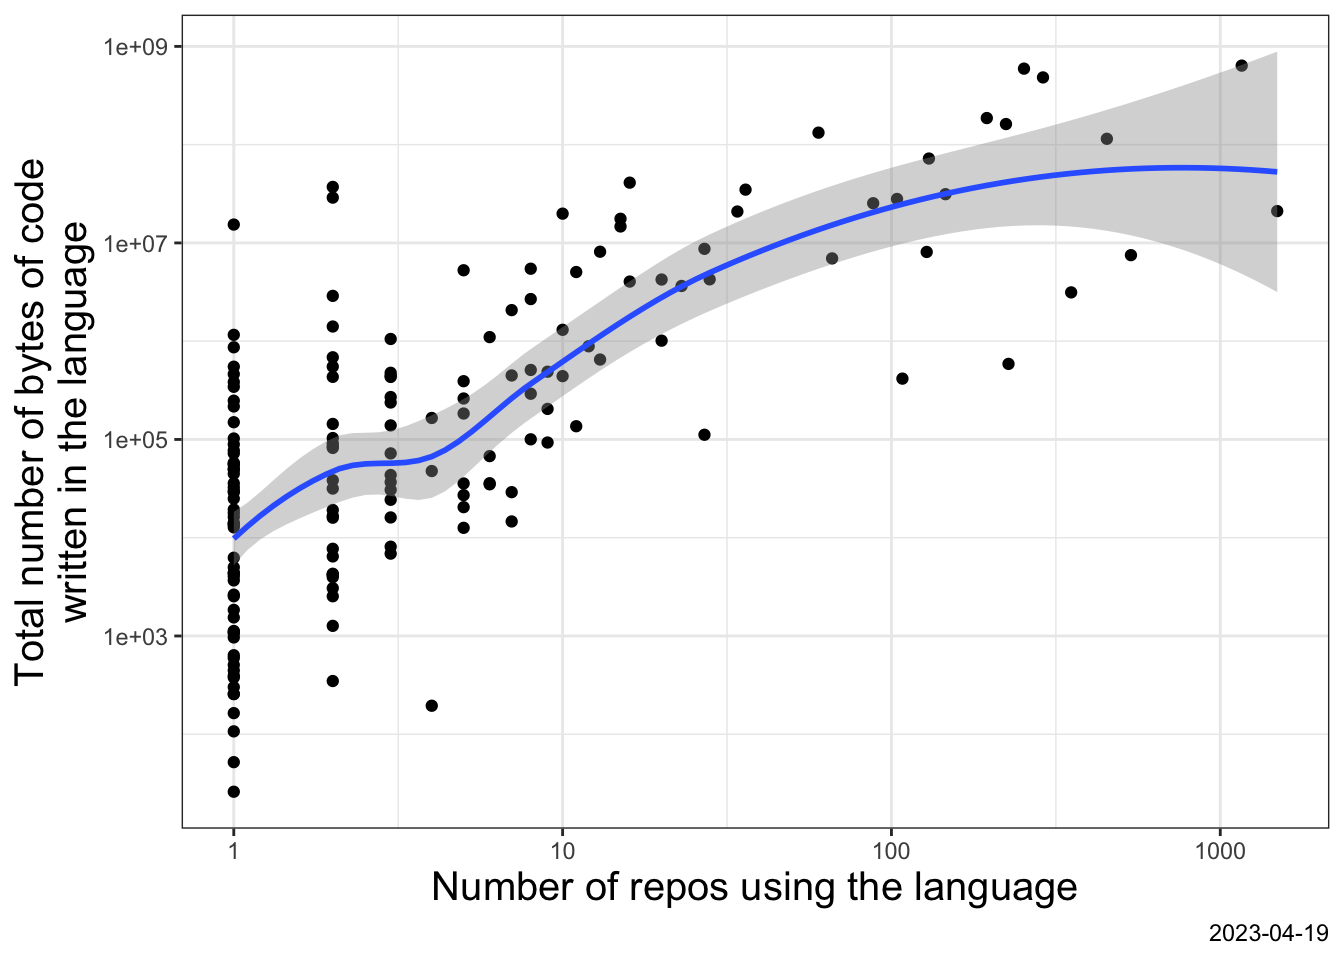 Total number of bytes of code
written in the language
1e+09
1e+07
1e+05
1e+03
1
10
100
1000
Number of repos using the language
2023-04-19